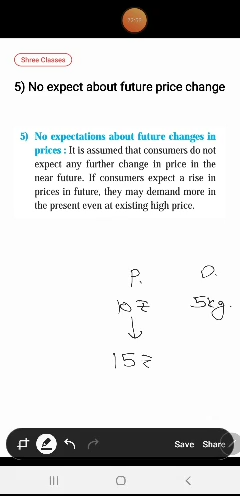 22:52
Shree Classes
5) No expect about future price change
5) No expectations about future changes in
prices : It is assumed that consumers do not
expect any further change in price in the
near future. If consumers expect a rise in
prices in future, they may demand more in
the present even at existing high price.
P. D.
10 5kg.
15
Save Share